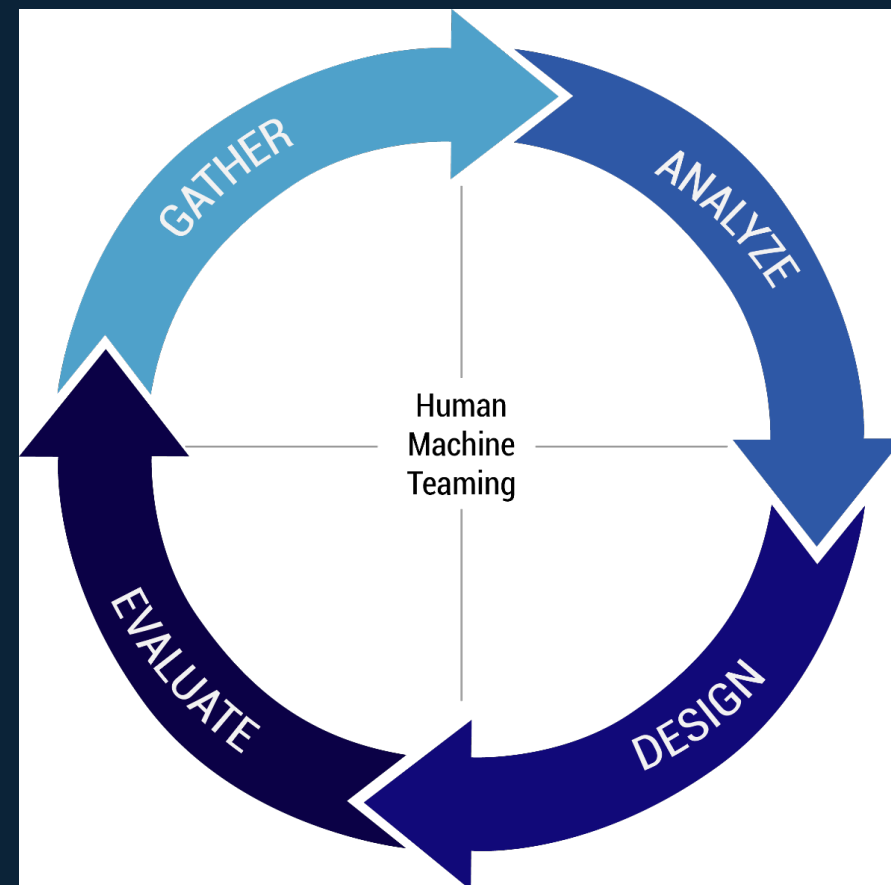 GATHER
ANALYZE
Human
Machine
Teaming
EVALUATE
DESIGN